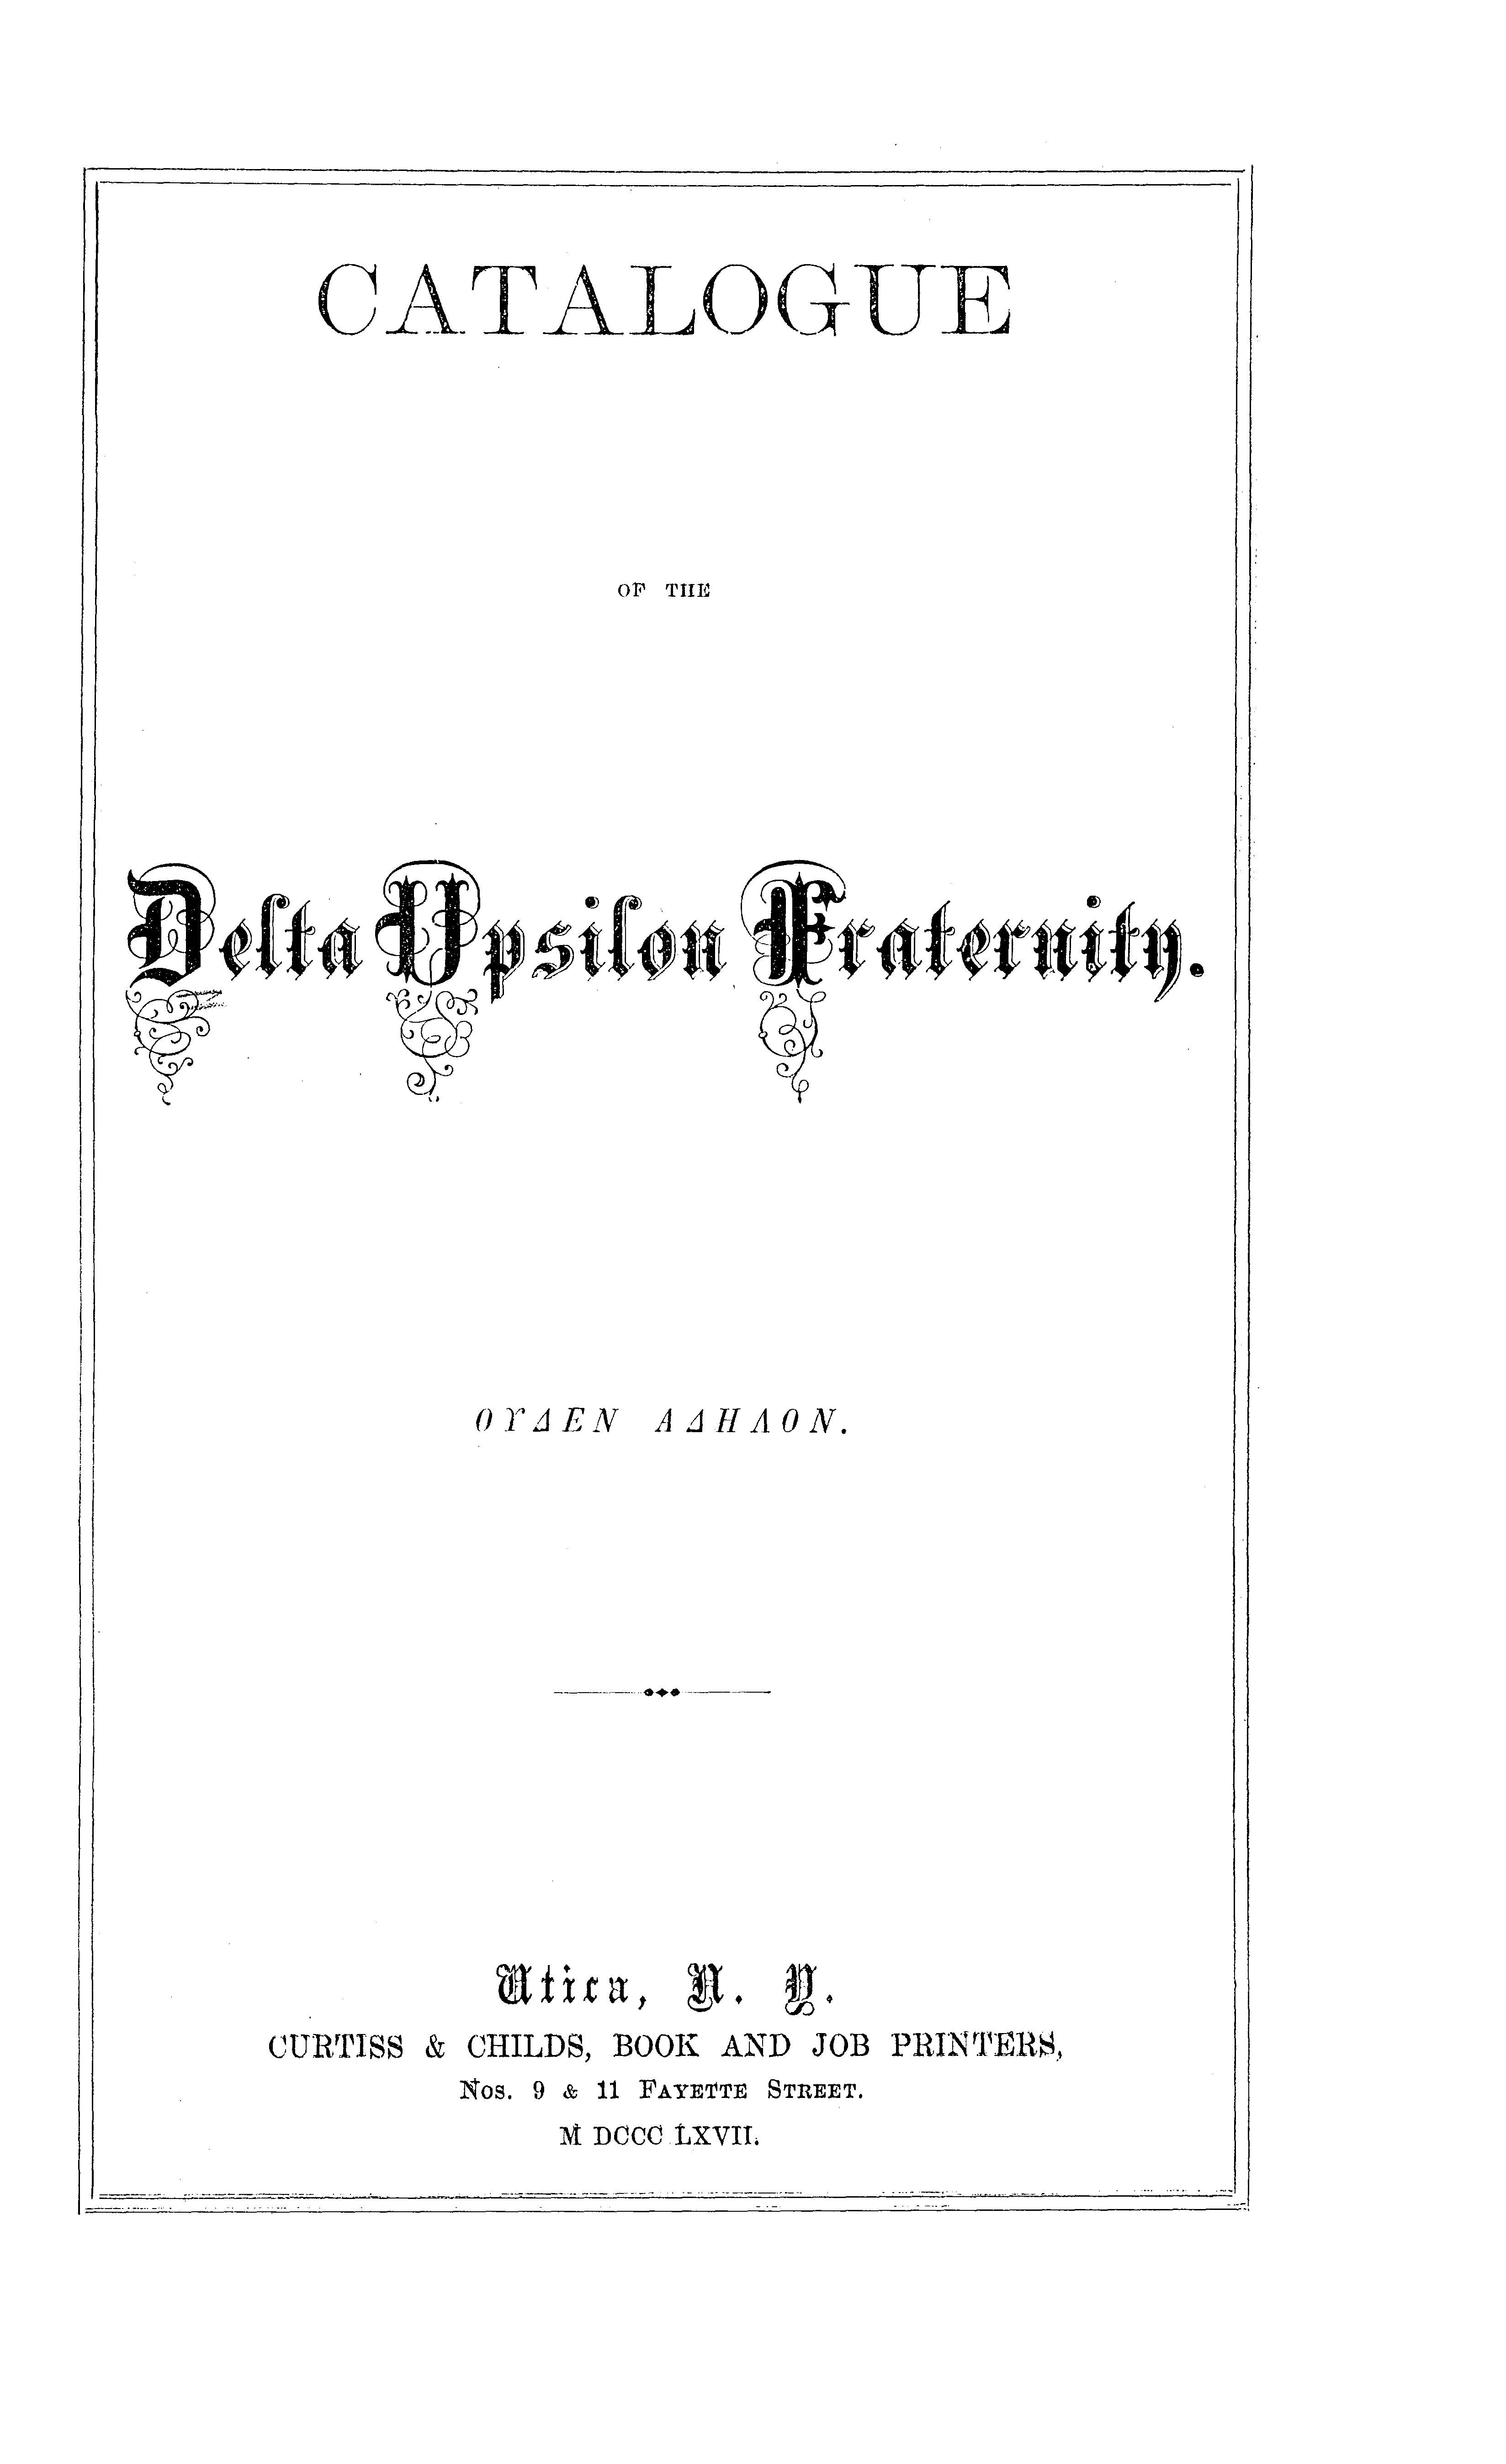 CATALOGUE
OF THE
Delta Upsilon Fraternity.
ΟΥΔΕΝ ΑΔΗΛΟΝ.
Utica, N. Y.
CURTISS & CHILDS, BOOK AND JOB PRINTERS,
Nos. 9 & 11 Fayette Street.
M DCCC LXVII.